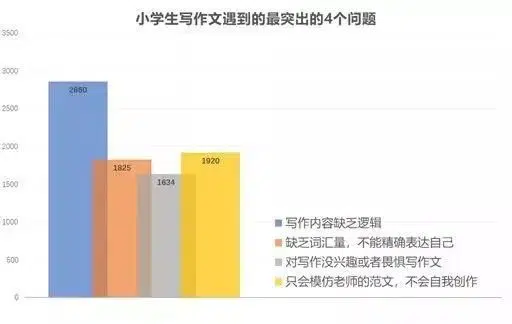 小学生写作文遇到的最突出的4个问题
3500
3000
2500
2000
1500
1000
500
0
2860
1825
1634
1920
写作内容缺乏逻辑
缺乏词汇量，不能精确表达自己
对写作没兴趣或者畏惧写作文
只会模仿老师的范文，不会自我创作